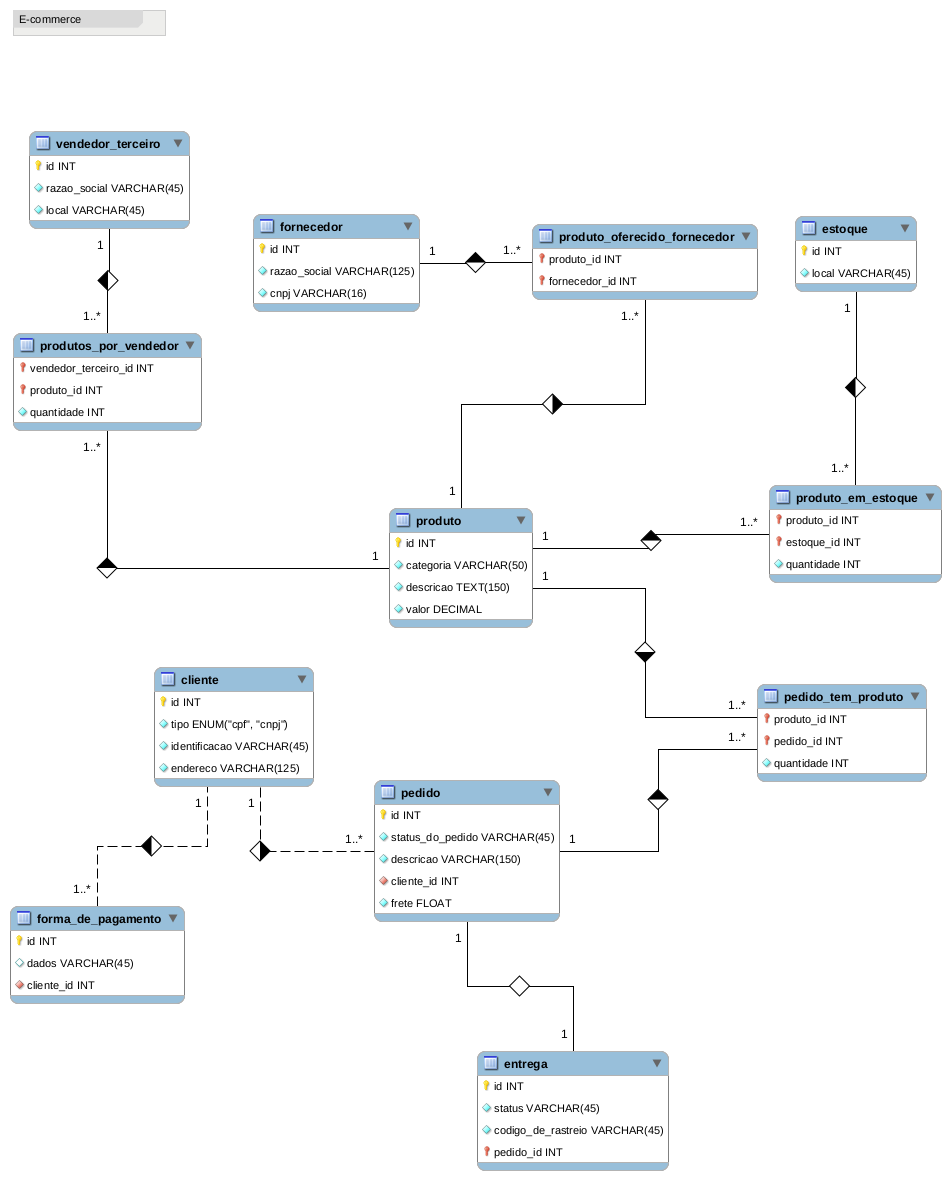 E-commerce
vendedor_terceiro
id INT
razao_social VARCHAR(45)
local VARCHAR(45)
1
1..*
produtos_por_vendedor
vendedor_terceiro_id INT
produto_id INT
quantidade INT
1..*
1
fornecedor
id INT
razao_social VARCHAR(125)
cnpj VARCHAR(16)
1
1..*
produto_oferecido_fornecedor
produto_id INT
fornecedor_id INT
1..*
1
estoque
id INT
local VARCHAR(45)
1
1..*
produto_em_estoque
produto_id INT
estoque_id INT
quantidade INT
produto
id INT
categoria VARCHAR(50)
descricao TEXT(150)
valor DECIMAL
1
1..*
1
1..*
pedido_tem_produto
produto_id INT
pedido_id INT
quantidade INT
1..*
1
cliente
id INT
tipo ENUM("cpf", "cnpj")
identificacao VARCHAR(45)
endereco VARCHAR(125)
1
1
1..*
1..*
pedido
id INT
status_do_pedido VARCHAR(45)
descricao VARCHAR(150)
cliente_id INT
frete FLOAT
forma_de_pagamento
id INT
dados VARCHAR(45)
cliente_id INT
1
1
entrega
id INT
status VARCHAR(45)
codigo_de_rastreio VARCHAR(45)
pedido_id INT